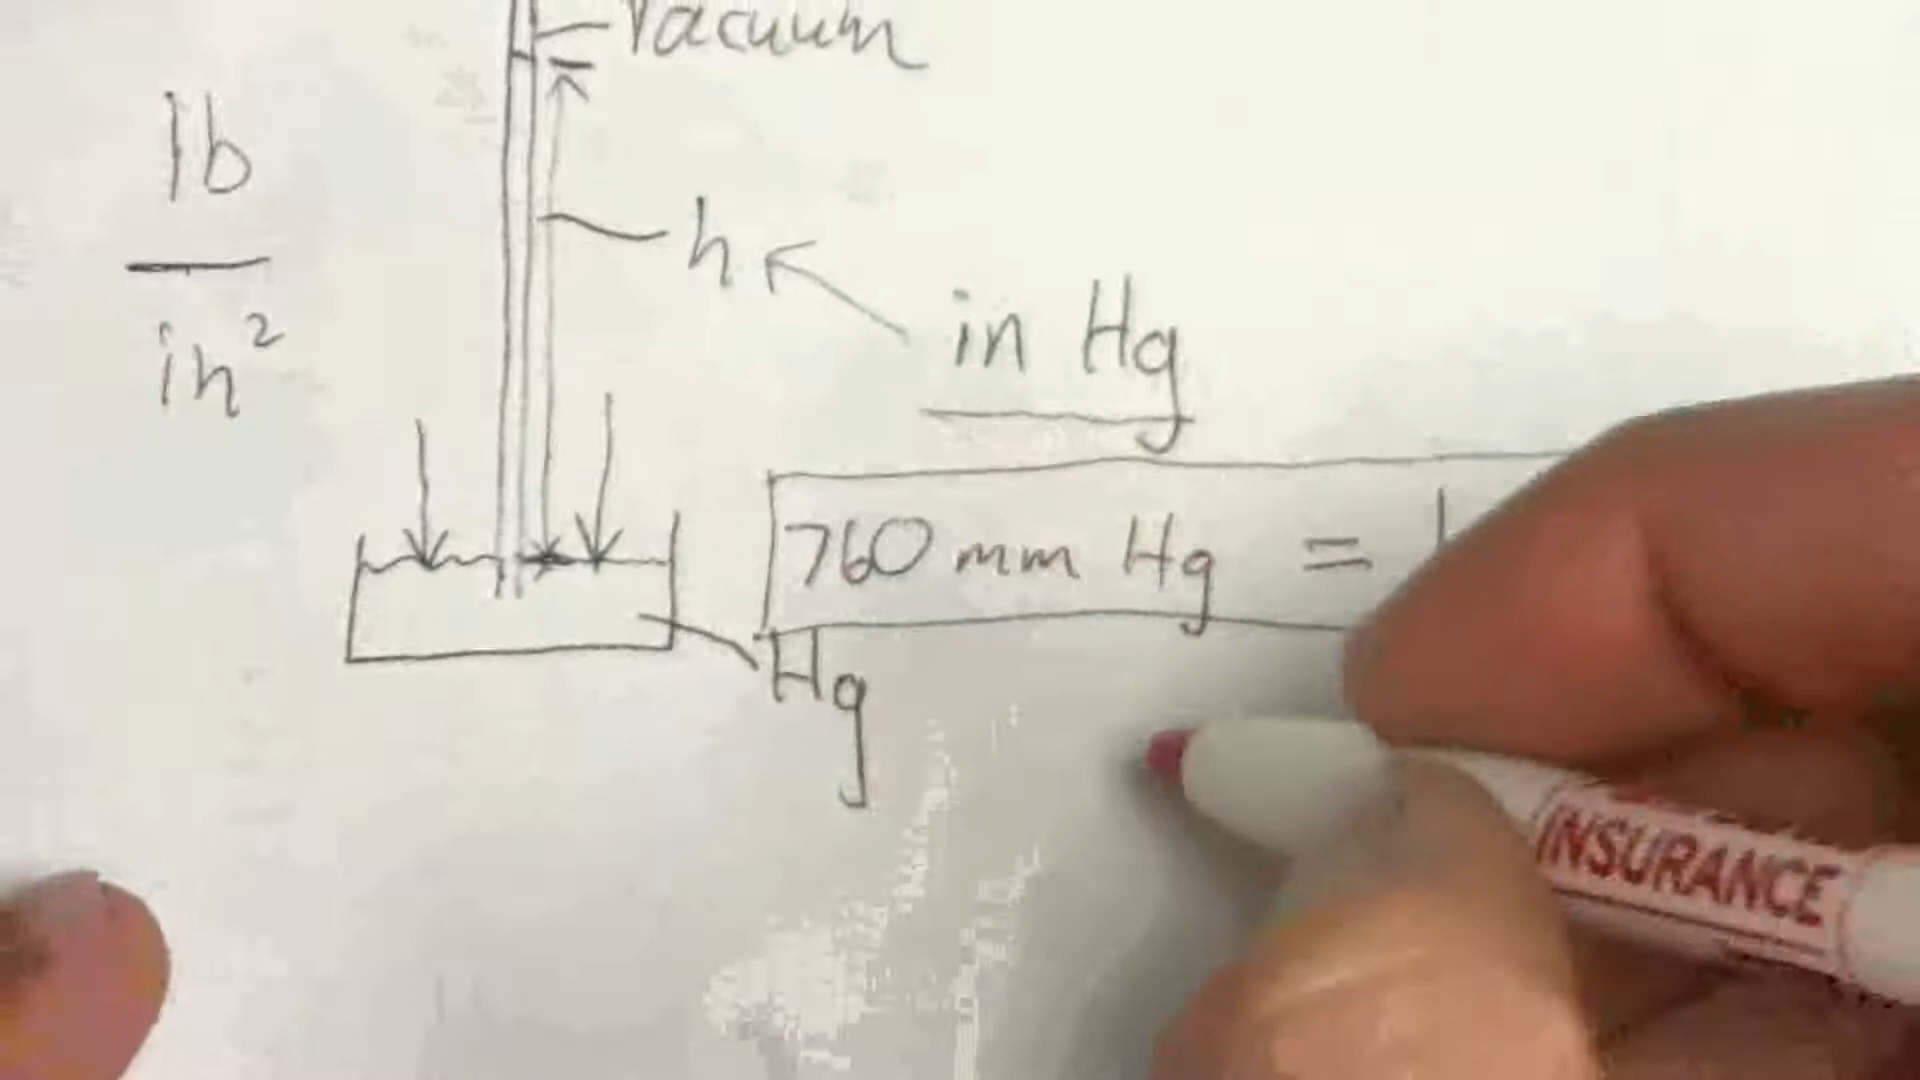 Vacuum
lb
in²
h
in Hg
760 mm Hg =
Hg
INSURANCE